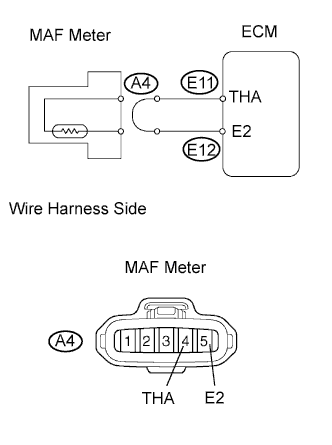 MAF Meter
ECM
A4
E11
THA
E2
E12
Wire Harness Side
MAF Meter
A4
1 2 3 4 5
THA
E2